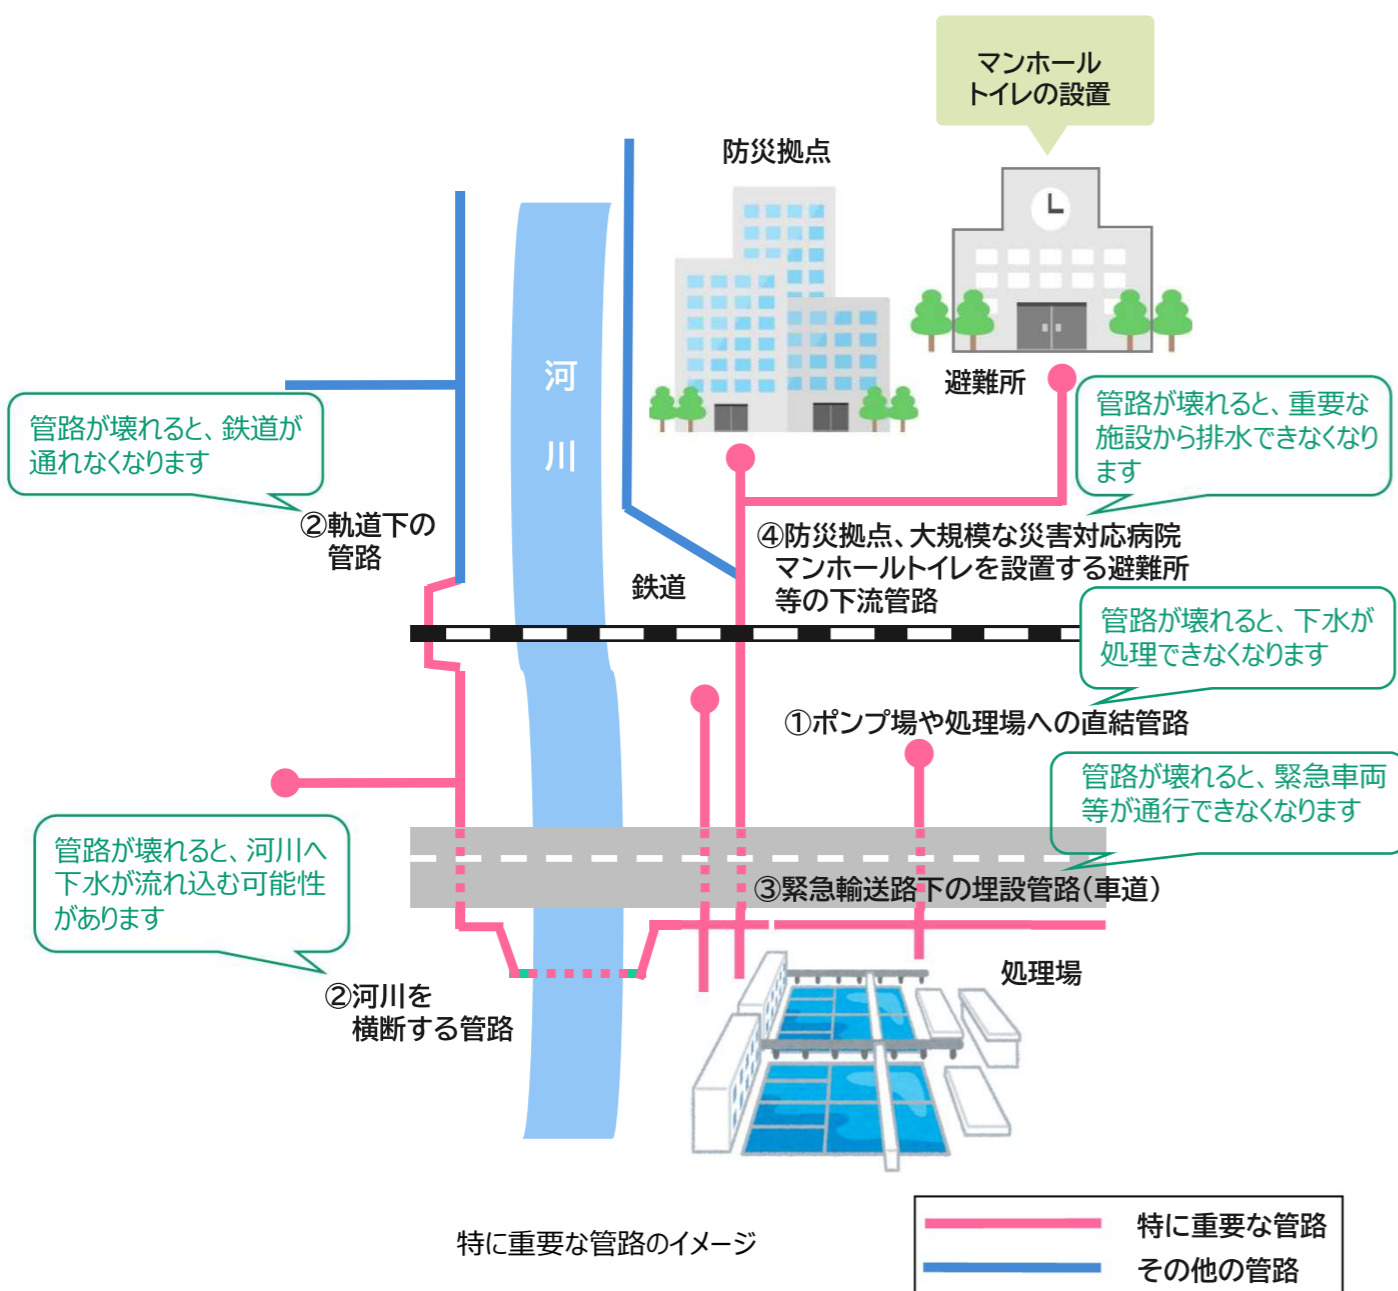 マンホール
トイレの設置
防災拠点
河
川
避難所
管路が壊れると、鉄道が
通れなくなります
管路が壊れると、重要な
施設から排水できなくなり
ます
②軌道下の
管路
④防災拠点、大規模な災害対応病院
マンホールトイレを設置する避難所
等の下流管路
鉄道
管路が壊れると、下水が
処理できなくなります
①ポンプ場や処理場への直結管路
管路が壊れると、緊急車両
等が通行できなくなります
管路が壊れると、河川へ
下水が流れ込む可能性
があります
③緊急輸送路下の埋設管路(車道)
処理場
②河川を
横断する管路
特に重要な管路のイメージ
特に重要な管路
その他の管路